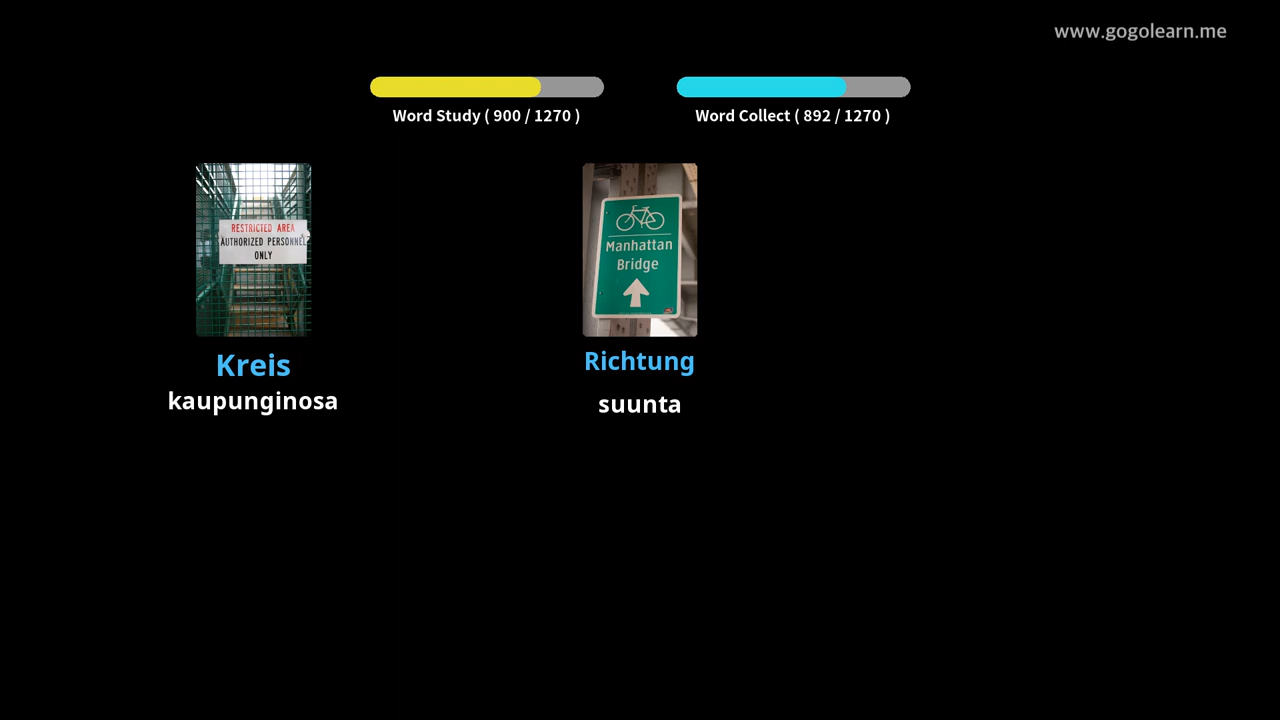 www.gogolearn.me
Word Study ( 900 / 1270 )
Word Collect ( 892 / 1270 )
RESTRICTED AREA
AUTHORIZED PERSONNEL
ONLY
Manhattan
Bridge
Kreis
kaupunginosa
Richtung
suunta